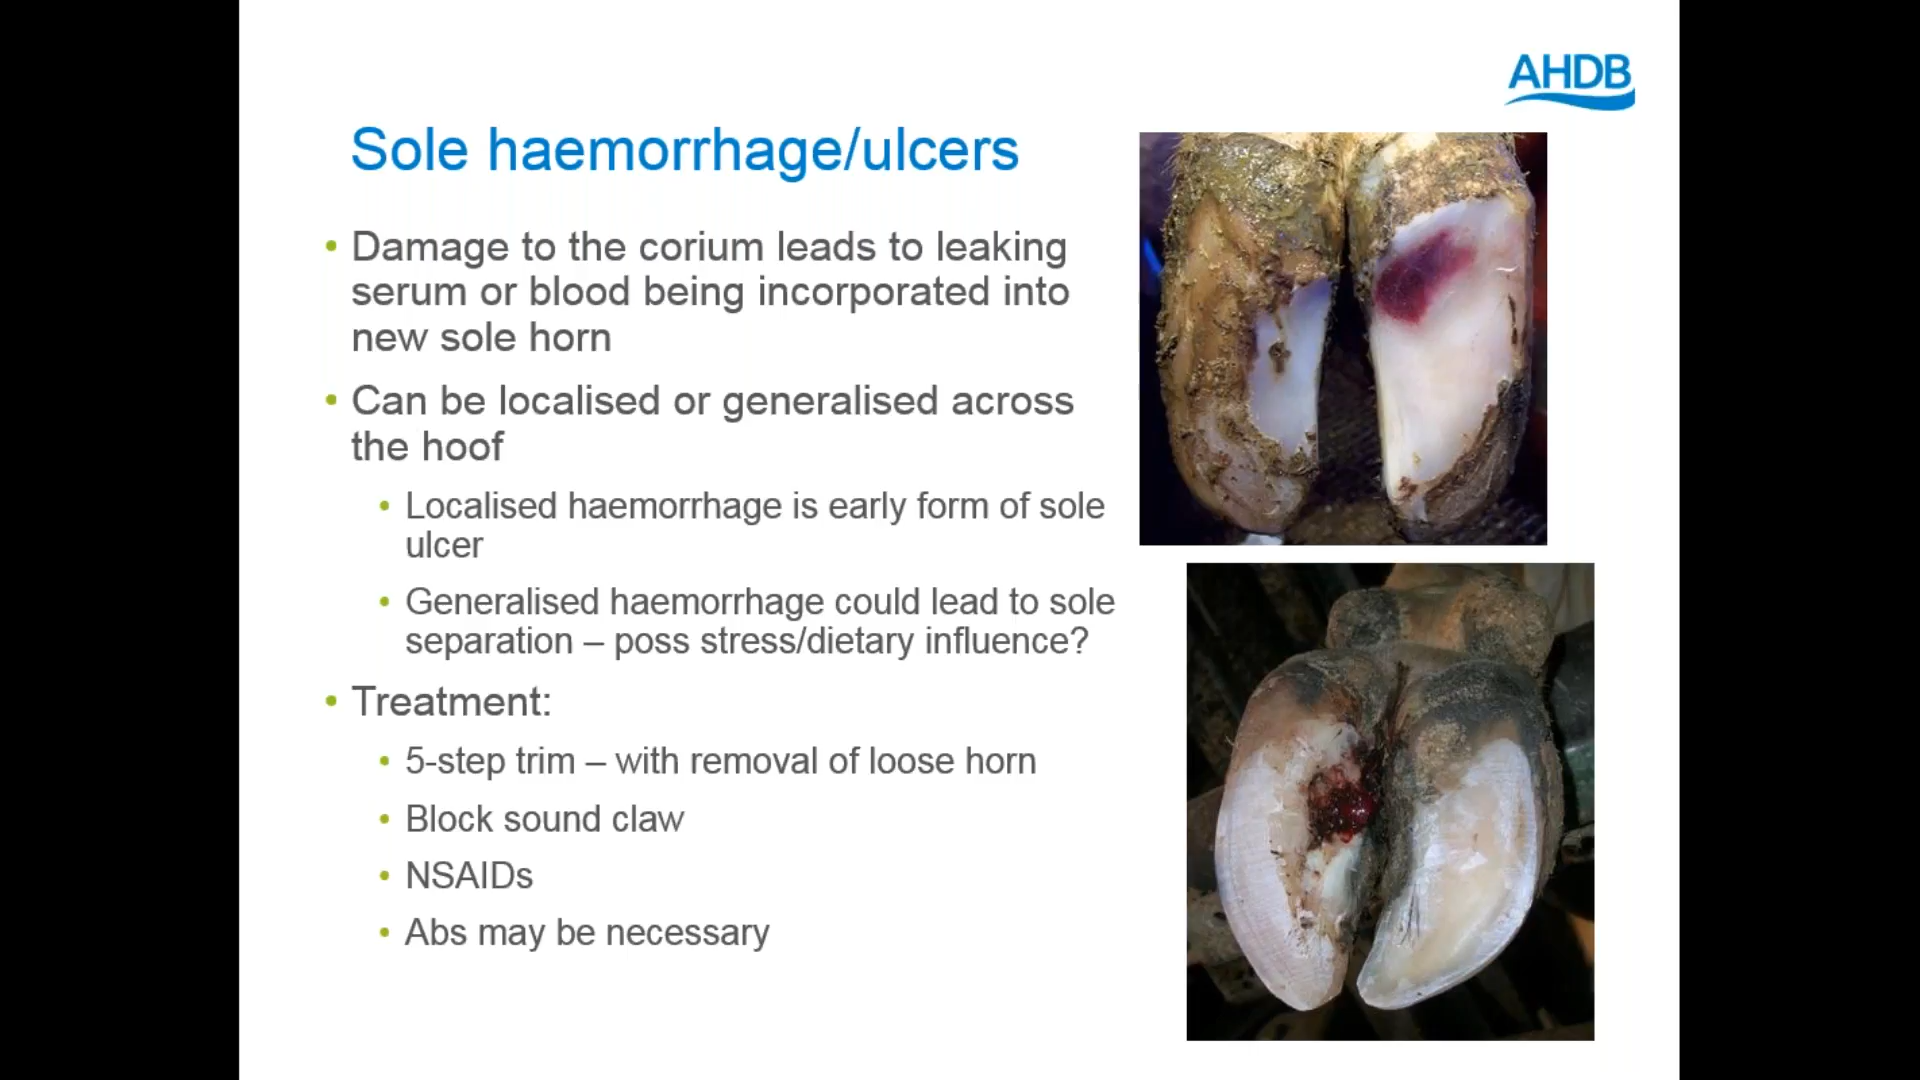 AHDB
Sole haemorrhage/ulcers
• Damage to the corium leads to leaking
serum or blood being incorporated into
new sole horn
• Can be localised or generalised across
the hoof
• Localised haemorrhage is early form of sole
ulcer
• Generalised haemorrhage could lead to sole
separation – poss stress/dietary influence?
• Treatment:
• 5-step trim – with removal of loose horn
• Block sound claw
• NSAIDs
• Abs may be necessary